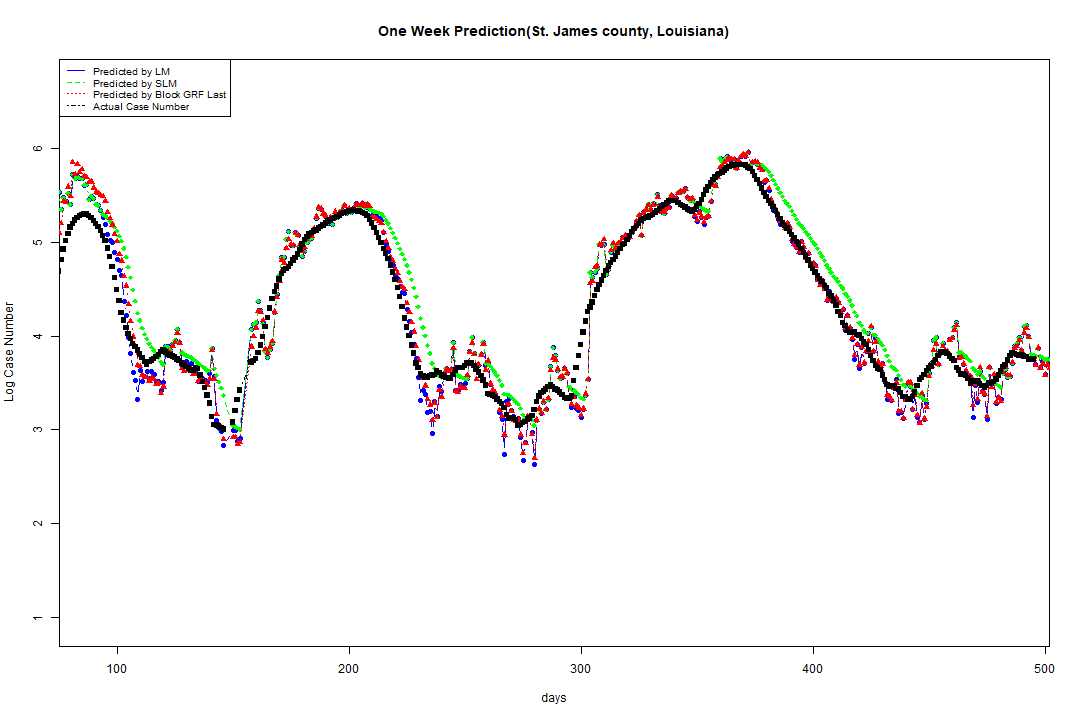 One Week Prediction(St. James county, Louisiana)
Predicted by LM
Predicted by SLM
Predicted by Block GRF Last
Actual Case Number
Log Case Number
6
5
4
3
2
1
100 200 300 400 500
days